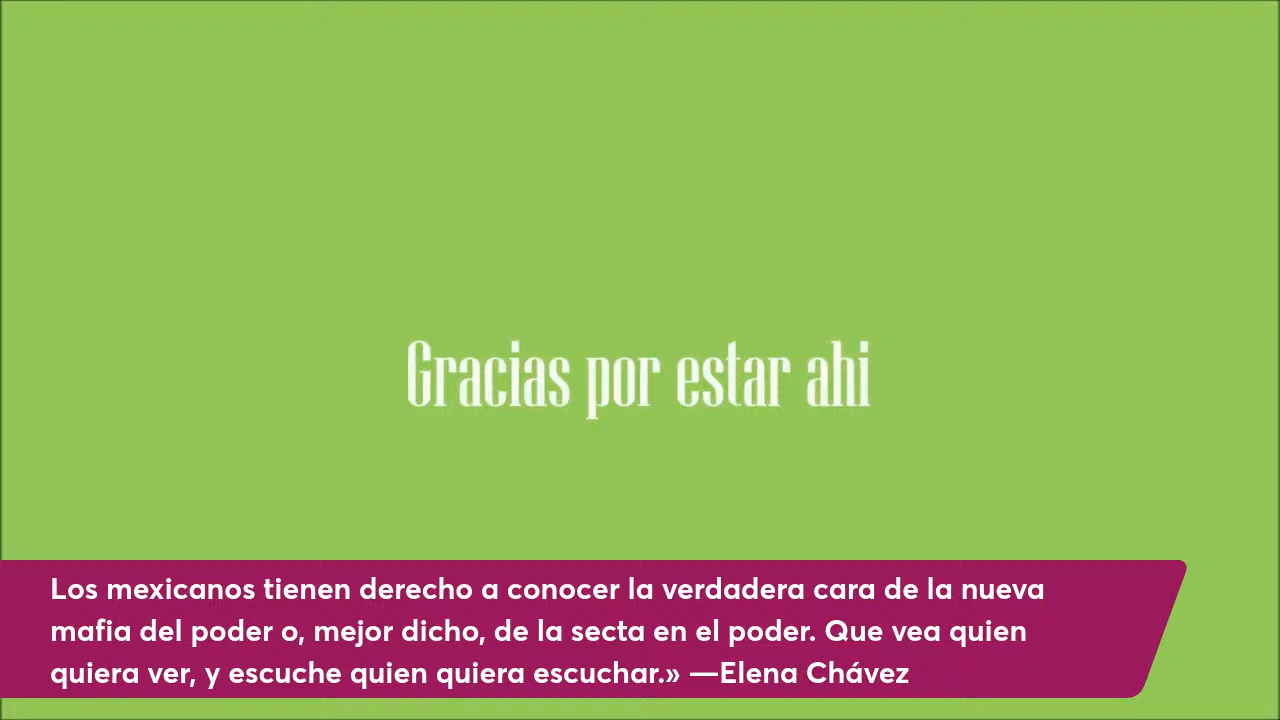 Gracias por estar ahi
Los mexicanos tienen derecho a conocer la verdadera cara de la nueva
mafia del poder o, mejor dicho, de la secta en el poder. Que vea quien
quiera ver, y escuche quien quiera escuchar.» —Elena Chávez